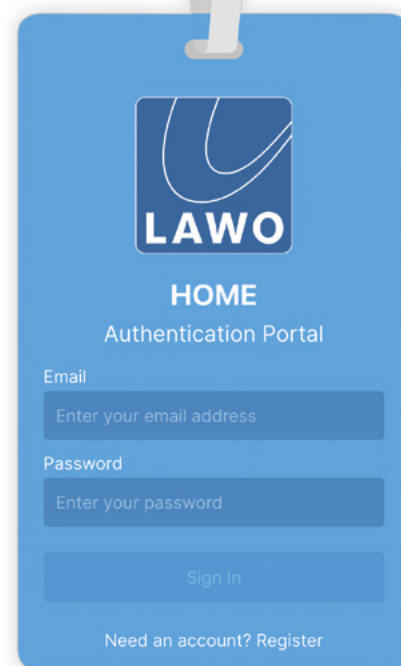 LAWO
HOME
Authentication Portal
Email
Enter your email address
Password
Enter your password
Sign In
Need an account? Register